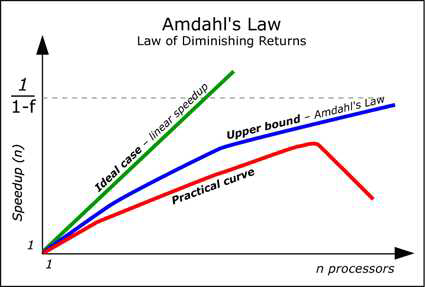 Amdahl's Law
Law of Diminishing Returns
1
1-f
Speedup (n)
Ideal case – linear speedup
Upper bound – Amdahl's Law
Practical curve
1
1
n processors